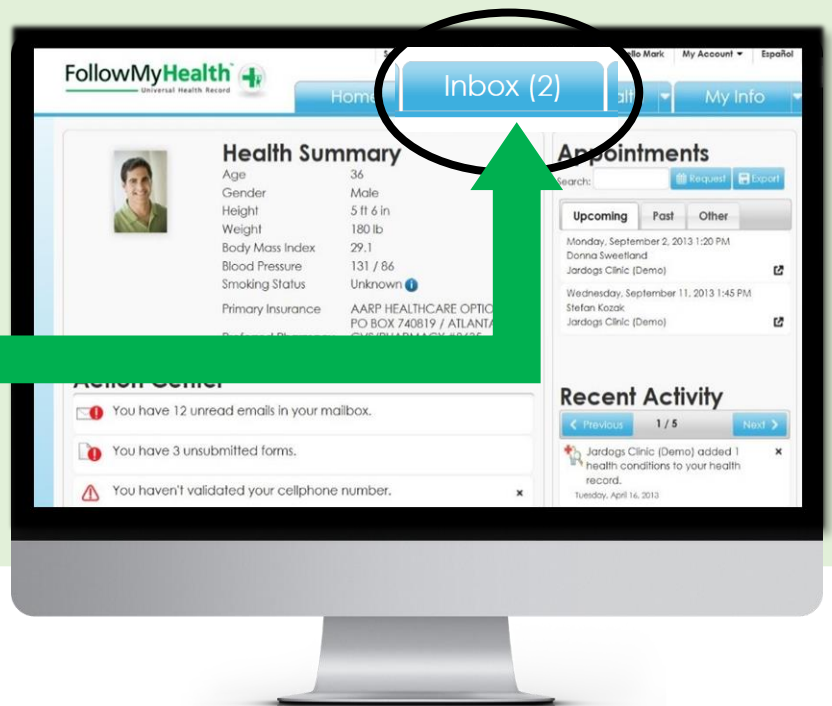 Hello Mark My Account Español
FollowMyHealth
Universal Health Record
Home
Inbox (2)
My Info
Health Summary
Age 36
Gender Male
Height 5 ft 6 in
Weight 180 lb
Body Mass Index 29.1
Blood Pressure 131 / 86
Smoking Status Unknown
Primary Insurance AARP HEALTHCARE
PO BOX 740819 / ATLANTA
Appointments
Search: Request Export
Upcoming Past Other
Monday, September 2, 2013 1:20 PM
Donna Sweetland
Jardogs Clinic (Demo)
Wednesday, September 11, 2013 1:45 PM
Stefan Kozak
Jardogs Clinic (Demo)
Action Center
You have 12 unread emails in your mailbox.
You have 3 unsubmitted forms.
You haven't validated your cellphone number.
Recent Activity
Previous 1 / 5 Next
Jardogs Clinic (Demo) added 1
health conditions to your health
record.
Tuesday, April 16, 2013